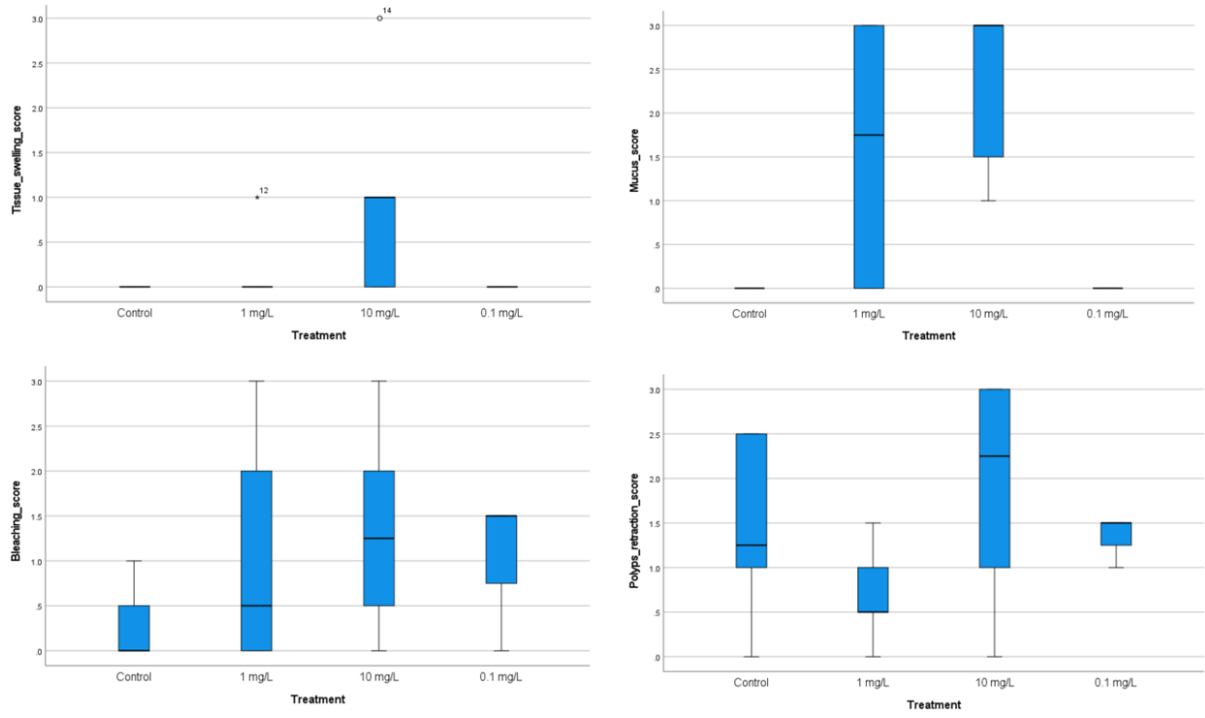 14
3.0
2.5
2.0
1.5
12
1.0
.5
.0
Tissue_swelling_score
Control 1 mg/L 10 mg/L 0.1 mg/L
Treatment
3.0
2.5
2.0
1.5
1.0
.5
.0
Mucus_score
Control 1 mg/L 10 mg/L 0.1 mg/L
Treatment
3.0
2.5
2.0
1.5
1.0
.5
.0
Bleaching_score
Control 1 mg/L 10 mg/L 0.1 mg/L
Treatment
3.0
2.5
2.0
1.5
1.0
.5
.0
Polyps_retraction_score
Control 1 mg/L 10 mg/L 0.1 mg/L
Treatment